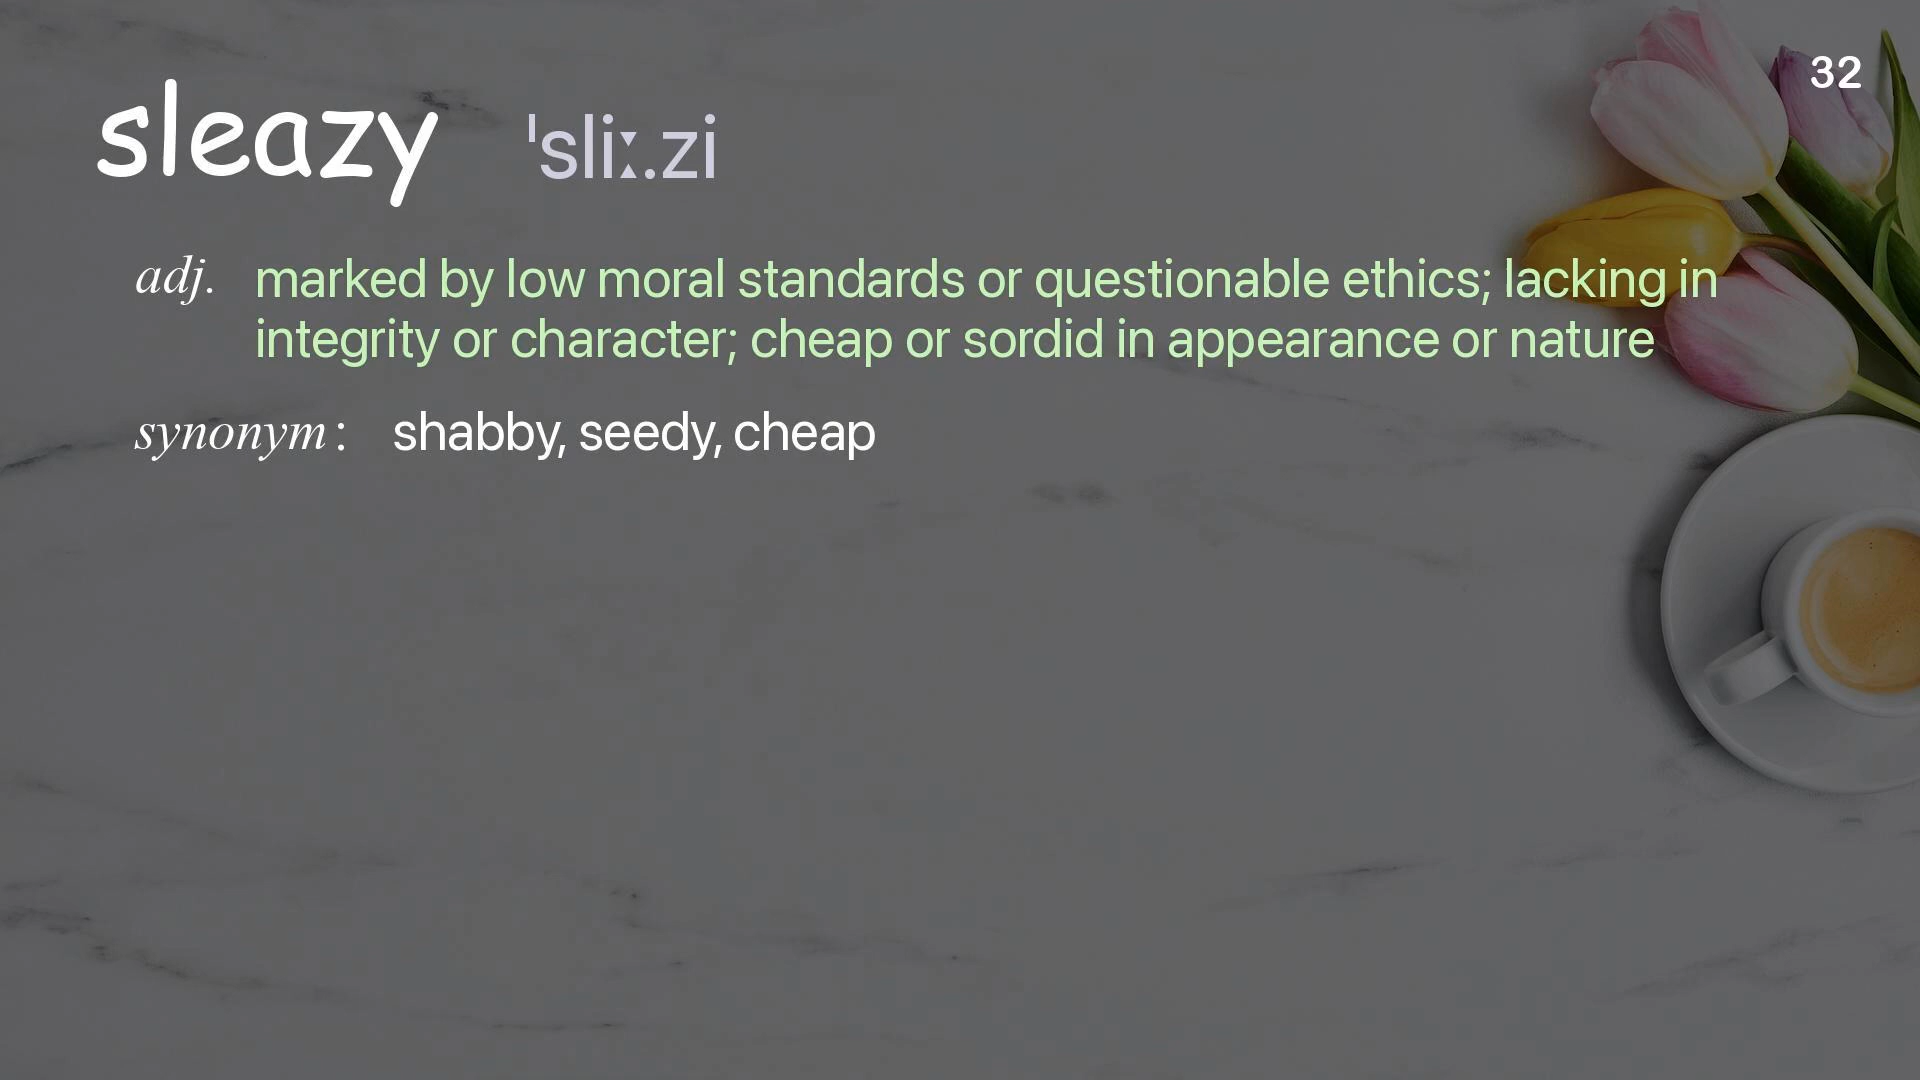 32
sleazy ˈsliː.zi
adj. marked by low moral standards or questionable ethics; lacking in
integrity or character; cheap or sordid in appearance or nature
synonym : shabby, seedy, cheap